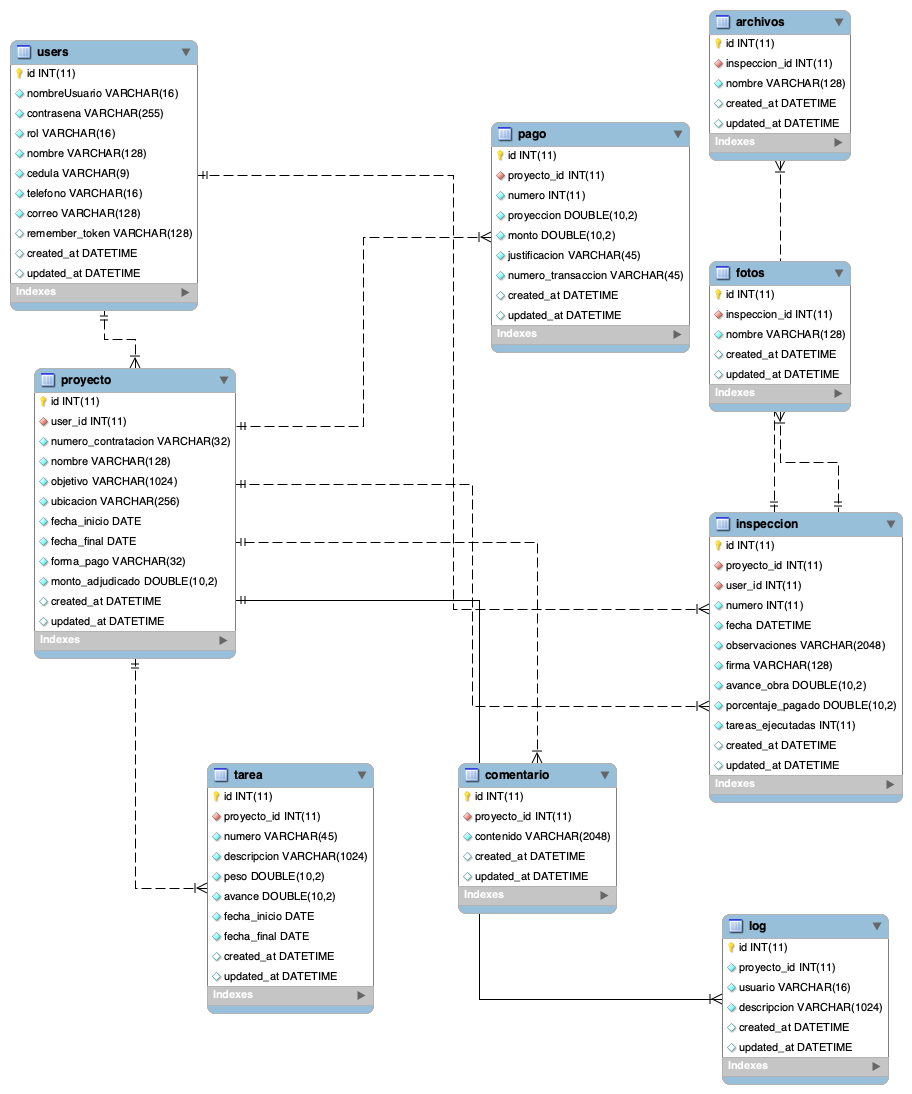 users
id INT(11)
nombreUsuario VARCHAR(16)
contrasena VARCHAR(255)
rol VARCHAR(16)
nombre VARCHAR(128)
cedula VARCHAR(9)
telefono VARCHAR(16)
correo VARCHAR(128)
remember_token VARCHAR(128)
created_at DATETIME
updated_at DATETIME
Indexes
proyecto
id INT(11)
user_id INT(11)
numero_contratacion VARCHAR(32)
nombre VARCHAR(128)
objetivo VARCHAR(1024)
ubicacion VARCHAR(256)
fecha_inicio DATE
fecha_final DATE
forma_pago VARCHAR(32)
monto_adjudicado DOUBLE(10,2)
created_at DATETIME
updated_at DATETIME
Indexes
tarea
id INT(11)
proyecto_id INT(11)
numero VARCHAR(45)
descripcion VARCHAR(1024)
peso DOUBLE(10,2)
avance DOUBLE(10,2)
fecha_inicio DATE
fecha_final DATE
created_at DATETIME
updated_at DATETIME
Indexes
pago
id INT(11)
proyecto_id INT(11)
numero INT(11)
proyeccion DOUBLE(10,2)
monto DOUBLE(10,2)
justificacion VARCHAR(45)
numero_transaccion VARCHAR(45)
created_at DATETIME
updated_at DATETIME
Indexes
comentario
id INT(11)
proyecto_id INT(11)
contenido VARCHAR(2048)
created_at DATETIME
updated_at DATETIME
Indexes
archivos
id INT(11)
inspeccion_id INT(11)
nombre VARCHAR(128)
created_at DATETIME
updated_at DATETIME
Indexes
fotos
id INT(11)
inspeccion_id INT(11)
nombre VARCHAR(128)
created_at DATETIME
updated_at DATETIME
Indexes
inspeccion
id INT(11)
proyecto_id INT(11)
user_id INT(11)
numero INT(11)
fecha DATETIME
observaciones VARCHAR(2048)
firma VARCHAR(128)
avance_obra DOUBLE(10,2)
porcentaje_pagado DOUBLE(10,2)
tareas_ejecutadas INT(11)
created_at DATETIME
updated_at DATETIME
Indexes
log
id INT(11)
proyecto_id INT(11)
usuario VARCHAR(16)
descripcion VARCHAR(1024)
created_at DATETIME
updated_at DATETIME
Indexes